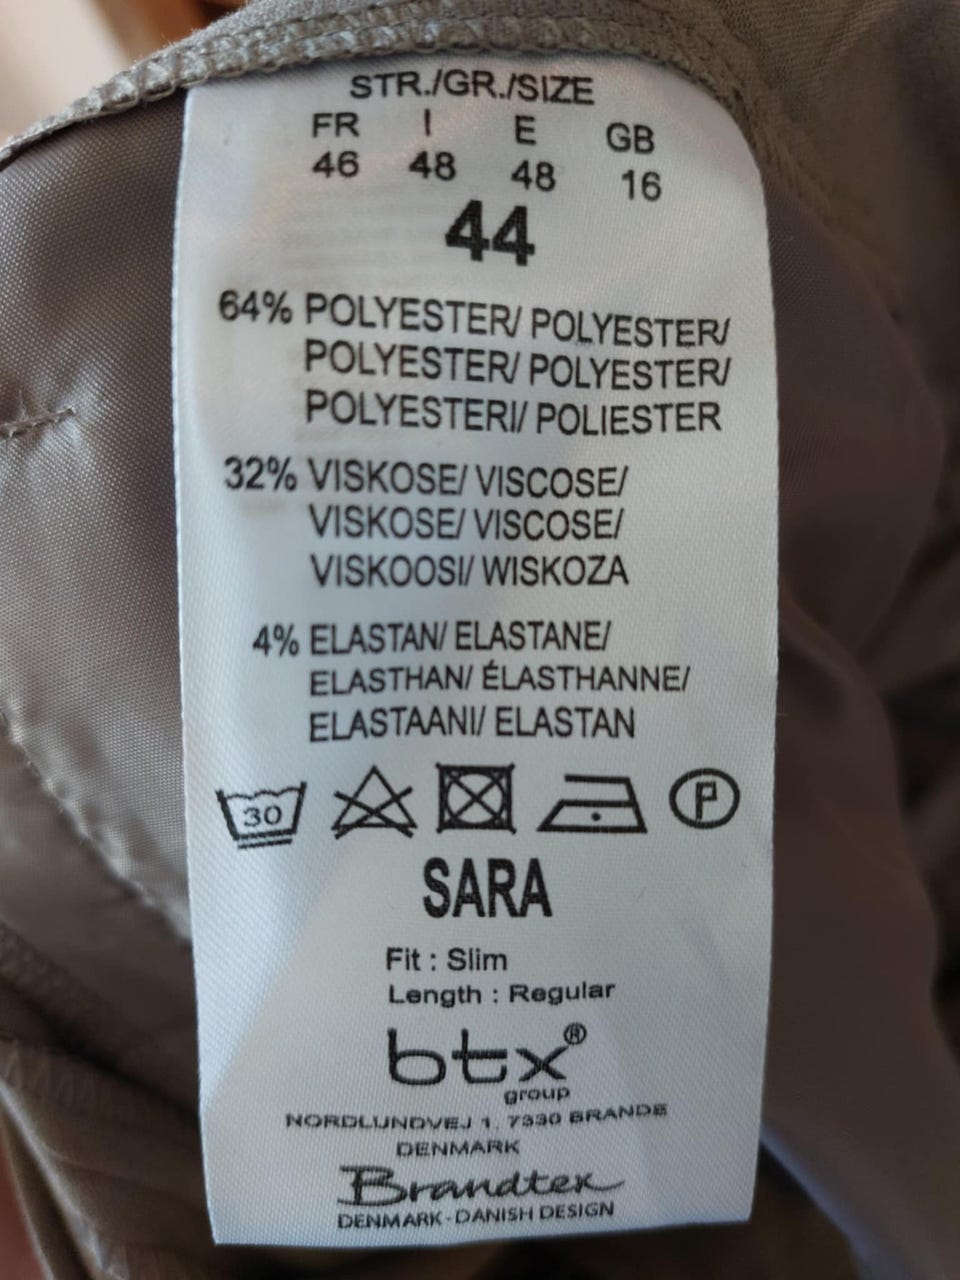 STR./GR./SIZE
FR I E GB
46 48 48 16
44
64% POLYESTER/ POLYESTER/
POLYESTER/ POLYESTER/
POLYESTERI/ POLIESTER
32% VISKOSE/ VISCOSE/
VISKOSE/ VISCOSE/
VISKOOSI/ WISKOZA
4% ELASTAN/ ELASTANE/
ELASTHAN/ ÉLASTHANNE/
ELASTAANI/ ELASTAN
30 P
SARA
Fit : Slim
Length : Regular
btx®
group
NORDLUNDVEJ 1, 7330 BRANDE
DENMARK
Brandtex
DENMARK - DANISH DESIGN